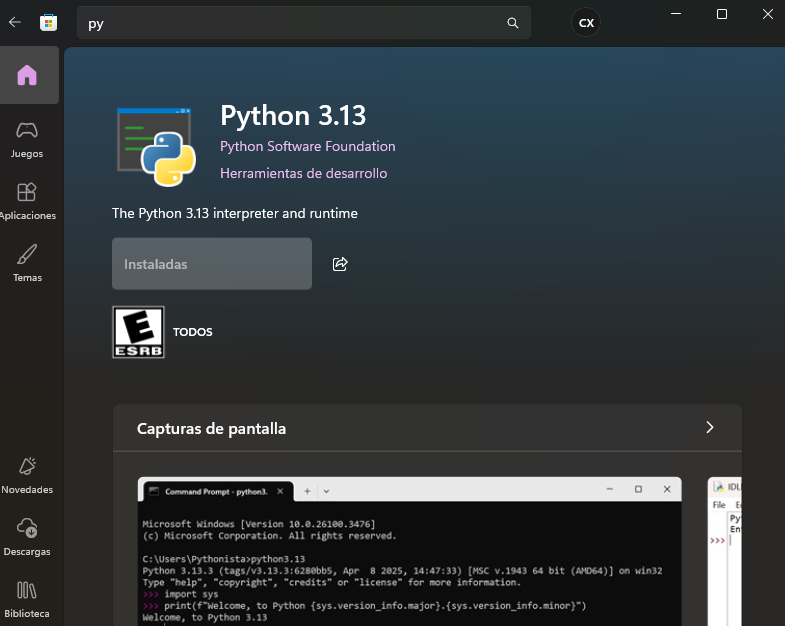 py
CX
Juegos
Aplicaciones
Temas
Novedades
Descargas
Biblioteca
Python 3.13
Python Software Foundation
Herramientas de desarrollo
The Python 3.13 interpreter and runtime
Instaladas
E
ESRB
TODOS
Capturas de pantalla
Command Prompt - python3.
Microsoft Windows [Version 10.0.26100.3476]
(c) Microsoft Corporation. All rights reserved.
C:\Users\Pythonista>python3.13
Python 3.13.3 (tags/v3.13.3:6280bb5, Apr  8 2025, 14:47:33) [MSC v.1943 64 bit (AMD64)] on win32
Type "help", "copyright", "credits" or "license" for more information.
>>> import sys
>>> print(f"Welcome, to Python {sys.version_info.major}.{sys.version_info.minor}")
Welcome, to Python 3.13
IDL
File
Py
En
>>>